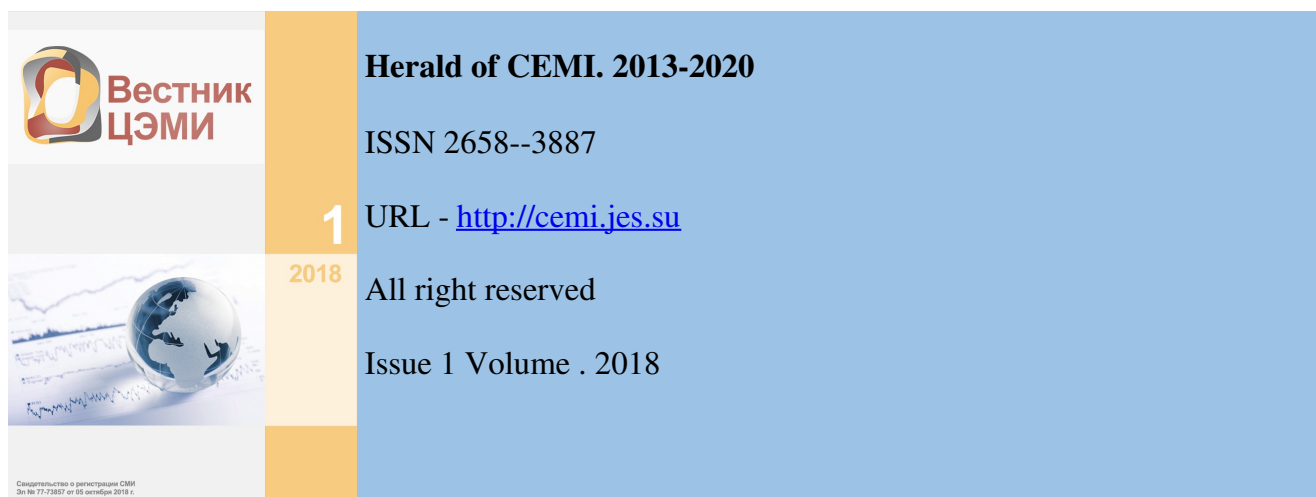 Вестник
ЦЭМИ
1
2018
Свидетельство о регистрации СМИ
Эл № 77-73857 от 05 октября 2018 г.
Herald of CEMI. 2013-2020
ISSN 2658--3887
URL - http://cemi.jes.su
All right reserved
Issue 1 Volume . 2018